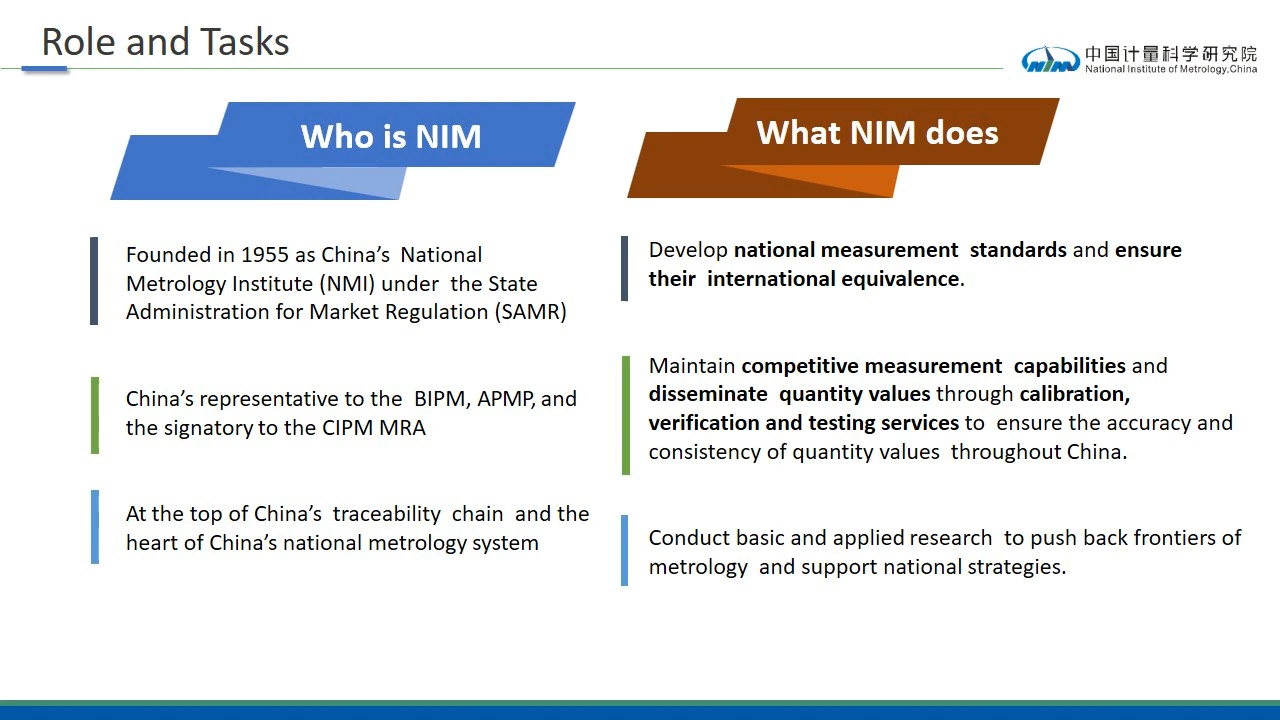 Role and Tasks
NIM
中国计量科学研究院
National Institute of Metrology,China
Who is NIM
Founded in 1955 as China’s National
Metrology Institute (NMI) under the State
Administration for Market Regulation (SAMR)
China’s representative to the BIPM, APMP, and
the signatory to the CIPM MRA
At the top of China’s traceability chain and the
heart of China’s national metrology system
What NIM does
Develop national measurement standards and ensure
their international equivalence.
Maintain competitive measurement capabilities and
disseminate quantity values through calibration,
verification and testing services to ensure the accuracy and
consistency of quantity values throughout China.
Conduct basic and applied research to push back frontiers of
metrology and support national strategies.